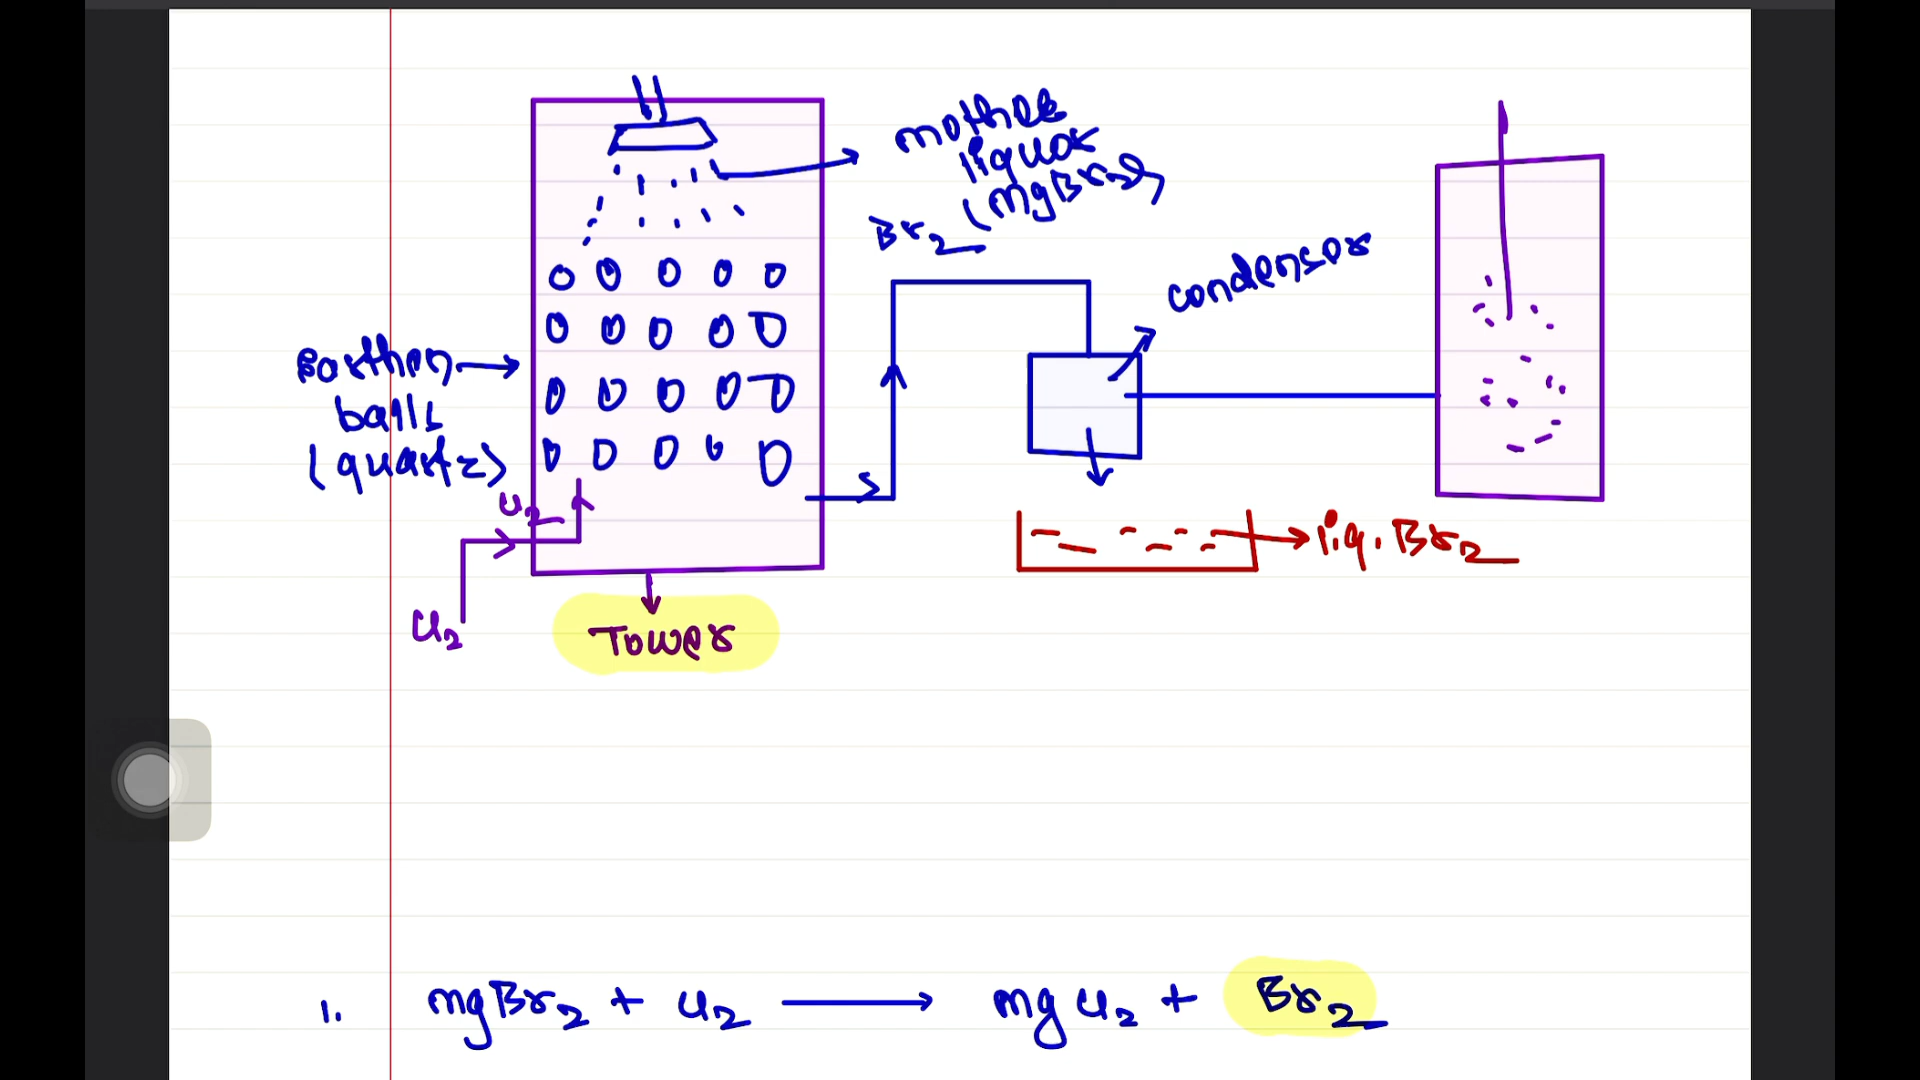 mother
liquor
(mgBr2)
Br2
condenser
Earthen
balls
(quartz)
Cl2
liq. Br2
Cl2
Tower
1. mgBr2 + Cl2 → mgCl2 + Br2